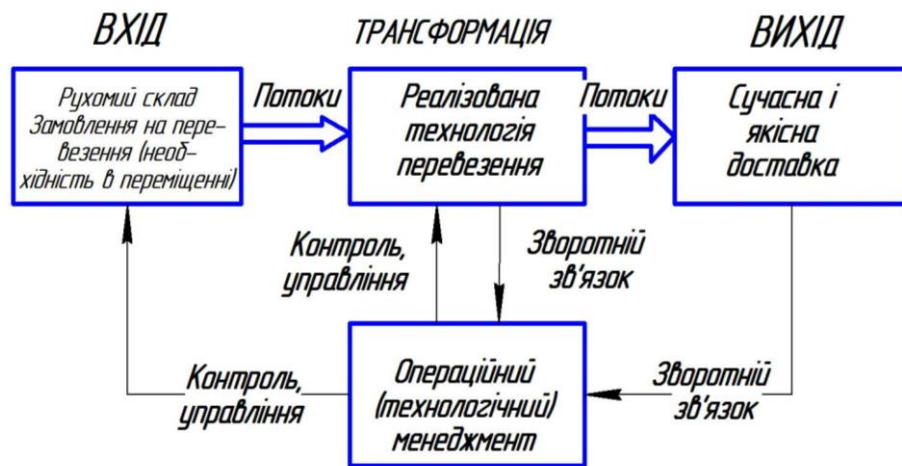 ВХІД
ТРАНСФОРМАЦІЯ
ВИХІД
Рухомий склад
Замовлення на пере-
везення (необ-
хідність в переміщенні)
Потоки
Реалізована
технологія
перевезення
Потоки
Сучасна і
якісна
доставка
Контроль,
управління
Зворотній
зв'язок
Контроль,
управління
Операційний
(технологічний)
менеджмент
Зворотній
зв'язок